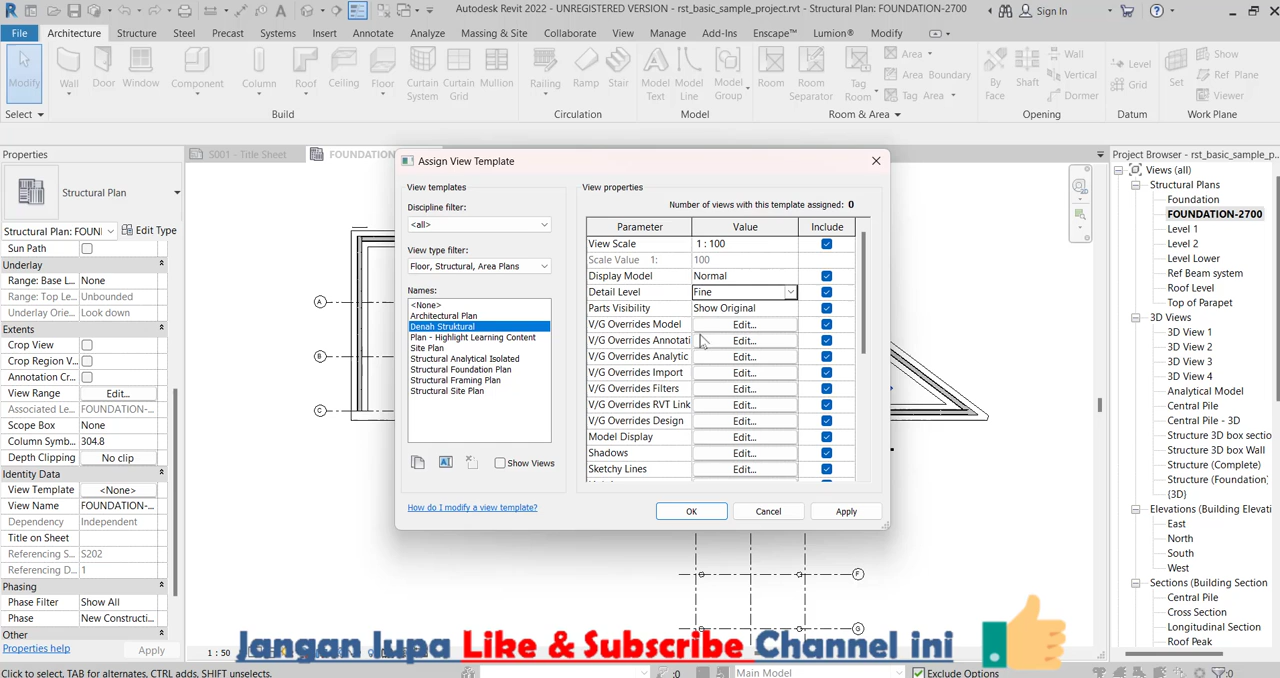 Autodesk Revit 2022 - UNREGISTERED VERSION - rst_basic_sample_project.rvt - Structural Plan: FOUNDATION-2700
Sign In
File Architecture Structure Steel Precast Systems Insert Annotate Analyze Massing & Site Collaborate View Manage Add-Ins Enscape™ Lumion® Modify
Modify
Wall
Door
Window
Component
Column
Roof
Ceiling
Floor
Curtain System
Curtain Grid
Mullion
Railing
Ramp
Stair
Model Text
Model Line
Model Group
Room
Room Separator
Tag Room
Area
Area Boundary
Tag Area
By Face
Shaft
Wall
Vertical
Dormer
Level
Grid
Set
Show
Ref Plane
Viewer
Select
Build
Circulation
Model
Room & Area
Opening
Datum
Work Plane
Properties
Structural Plan
Structural Plan: FOUN
Edit Type
Sun Path
Underlay
Range: Base L... None
Range: Top Le... Unbounded
Underlay Orie... Look down
Extents
Crop View
Crop Region V
Annotation Cr
View Range Edit...
Associated Le... FOUNDATION-...
Scope Box None
Column Symb... 304.8
Depth Clipping No clip
Identity Data
View Template <None>
View Name FOUNDATION-...
Dependency Independent
Title on Sheet
Referencing S... S202
Referencing D... 1
Phasing
Phase Filter Show All
Phase New Constructi...
Other
Properties help
Apply
S001 - Title Sheet
FOUNDATION
A
B
C
F
G
Assign View Template
View templates
Discipline filter:
<all>
View type filter:
Floor, Structural, Area Plans
Names:
<None>
Architectural Plan
Denah Struktural
Plan - Highlight Learning Content
Site Plan
Structural Analytical Isolated
Structural Foundation Plan
Structural Framing Plan
Structural Site Plan
Show Views
How do I modify a view template?
View properties
Number of views with this template assigned: 0
Parameter Value Include
View Scale 1 : 100
Scale Value 1: 100
Display Model Normal
Detail Level Fine
Parts Visibility Show Original
V/G Overrides Model Edit...
V/G Overrides Annotati Edit...
V/G Overrides Analytic Edit...
V/G Overrides Import Edit...
V/G Overrides Filters Edit...
V/G Overrides RVT Link Edit...
V/G Overrides Design Edit...
Model Display Edit...
Shadows Edit...
Sketchy Lines Edit...
OK Cancel Apply
Project Browser - rst_basic_sample_p...
Views (all)
Structural Plans
Foundation
FOUNDATION-2700
Level 1
Level 2
Level Lower
Ref Beam system
Roof Level
Top of Parapet
3D Views
3D View 1
3D View 2
3D View 3
3D View 4
Analytical Model
Central Pile
Central Pile - 3D
Structure 3D box section
Structure 3D box Wall
Structure (Complete)
Structure (Foundation)
{3D}
Elevations (Building Elevation
East
North
South
West
Sections (Building Section
Central Pile
Cross Section
Longitudinal Section
Roof Peak
1 : 50
Jangan lupa Like & Subscribe Channel ini
Click to select, TAB for alternates, CTRL adds, SHIFT unselects.
:0
Main Model
Exclude Options
:0